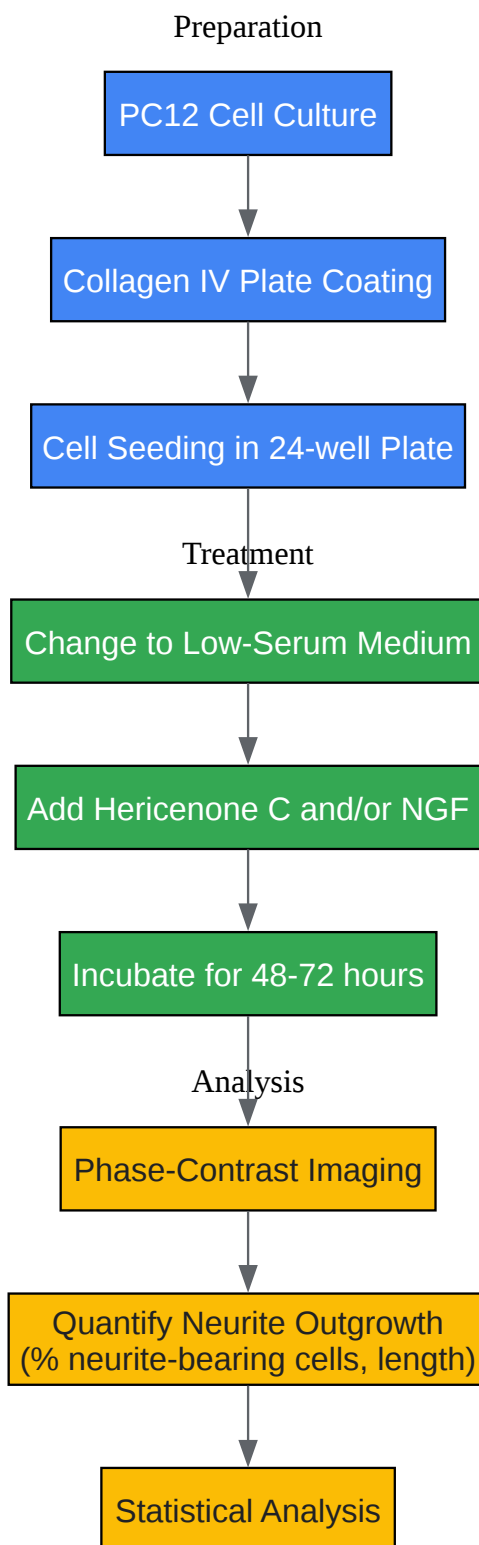 Preparation
PC12 Cell Culture
Collagen IV Plate Coating
Cell Seeding in 24-well Plate
Treatment
Change to Low-Serum Medium
Add Hericenone C and/or NGF
Incubate for 48-72 hours
Analysis
Phase-Contrast Imaging
Quantify Neurite Outgrowth
(% neurite-bearing cells, length)
Statistical Analysis